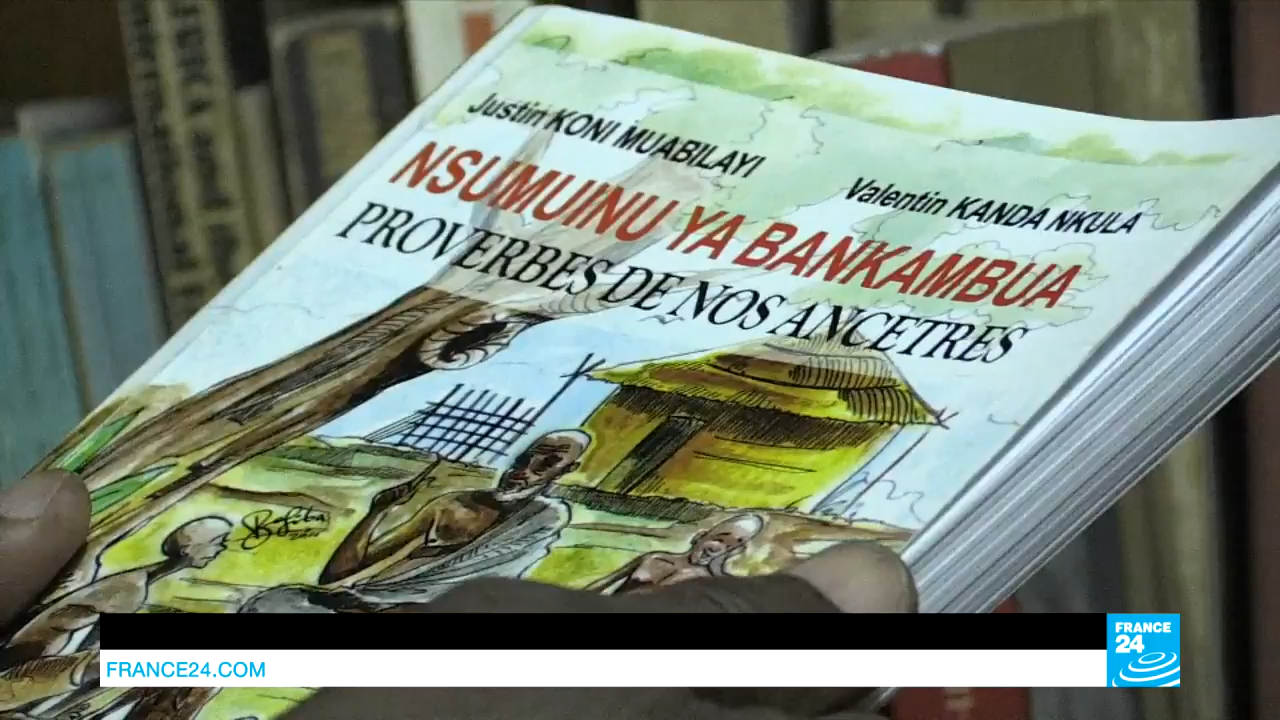 Justin KONI MUABILAYI
Valentin KANDA NKULA
NSUMUINU YA BANKAMBUA
PROVERBES DE NOS ANCETRES
FRANCE24.COM
FRANCE
24